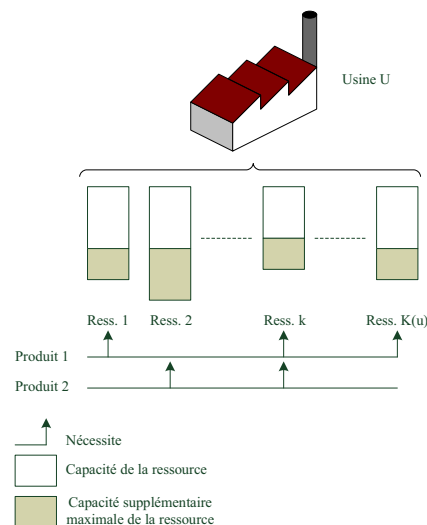 Usine U
Ress. 1
Ress. 2
Ress. k
Ress. K(u)
Produit 1
Produit 2
Nécessite
Capacité de la ressource
Capacité supplémentaire
maximale de la ressource